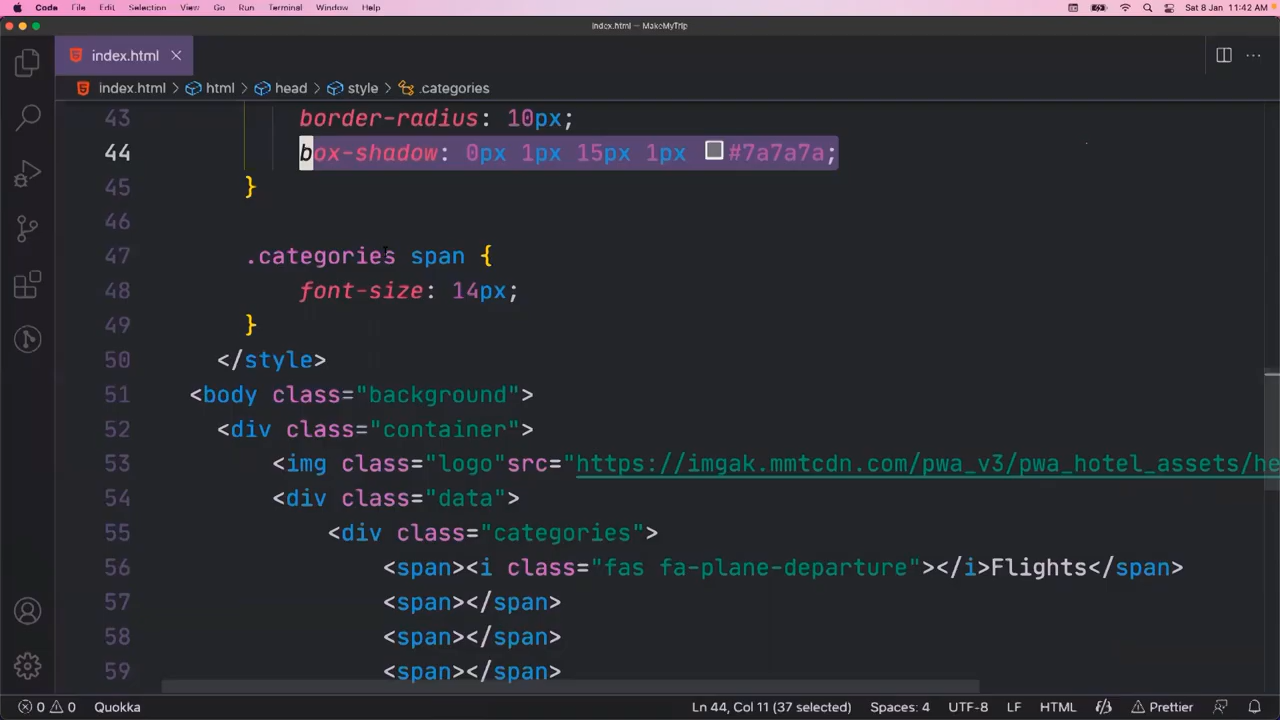 Code File Edit Selection View Go Run Terminal Window Help Sat 8 Jan 11:42 AM
index.html — MakeMyTrip
index.html
index.html > html > head > style > .categories
43 border-radius: 10px;
44 box-shadow: 0px 1px 15px 1px #7a7a7a;
45 }
46
47 .categories span {
48 font-size: 14px;
49 }
50 </style>
51 <body class="background">
52 <div class="container">
53 <img class="logo"src="https://imgak.mmtcdn.com/pwa_v3/pwa_hotel_assets/he
54 <div class="data">
55 <div class="categories">
56 <span><i class="fas fa-plane-departure"></i>Flights</span>
57 <span></span>
58 <span></span>
59 <span></span>
0 0 Quokka Ln 44, Col 11 (37 selected) Spaces: 4 UTF-8 LF HTML Prettier